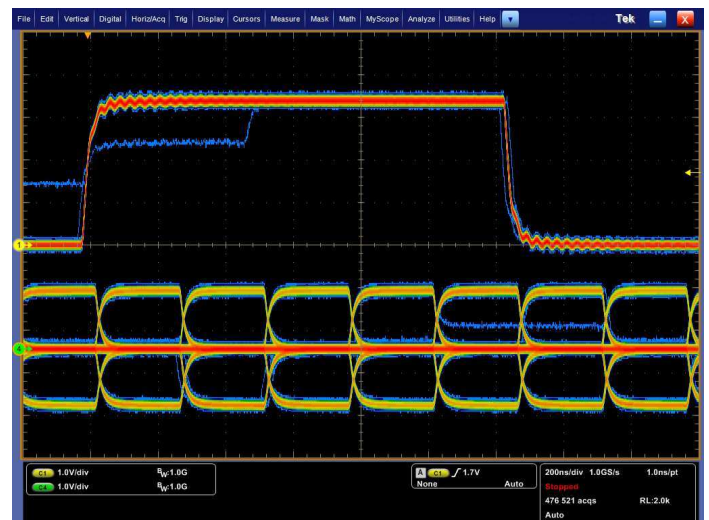 File Edit Vertical Digital Horiz/Acq Trig Display Cursors Measure Mask Math MyScope Analyze Utilities Help Tek X
1
4
C1 1.0V/div BW:1.0G
C4 1.0V/div BW:1.0G
A C1 1.7V
None Auto
200ns/div 1.0GS/s 1.0ns/pt
Stopped
476 521 acqs RL:2.0k
Auto